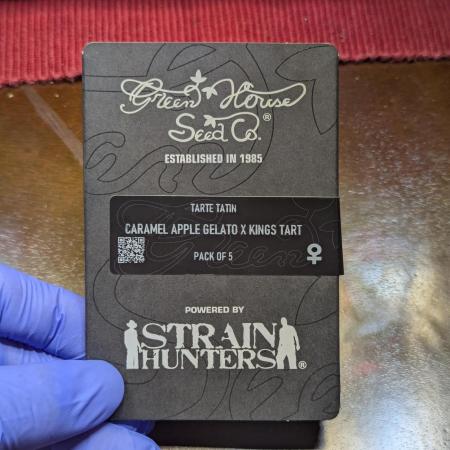 Green House
Seed Co.®
ESTABLISHED IN 1985
TARTE TATIN
CARAMEL APPLE GELATO X KINGS TART
PACK OF 5
POWERED BY
STRAIN
HUNTERS®